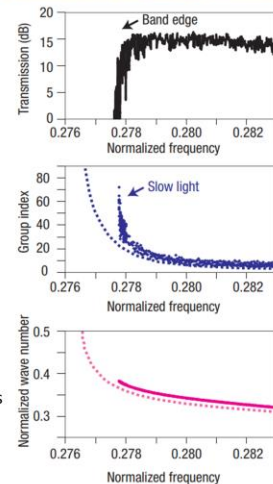 Transmission (dB)
20
15
10
5
0
Band edge
0.276 0.278 0.280 0.282
Normalized frequency
Group index
80
60
40
20
0
Slow light
0.276 0.278 0.280 0.282
Normalized frequency
Normalized wave number
0.5
0.4
0.3
s
0.276 0.278 0.280 0.282
Normalized frequency